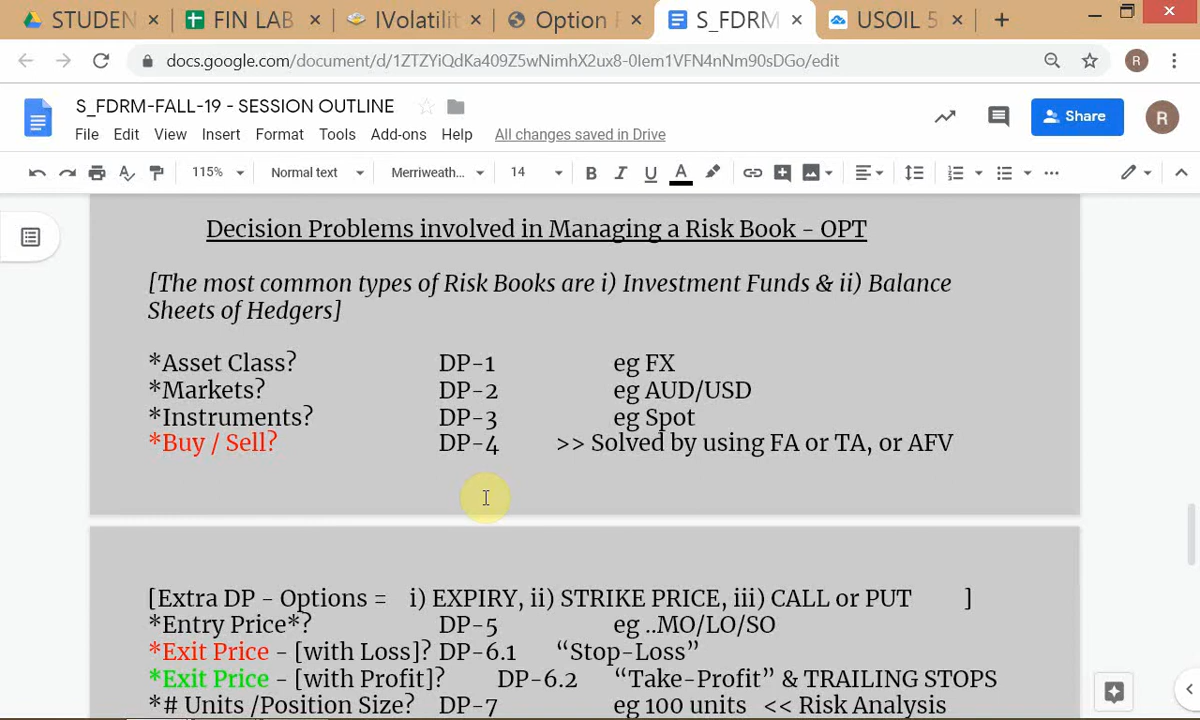 STUDEN
FIN LAB
IVolatilit
Option
S_FDRM
USOIL 5
docs.google.com/document/d/1ZTZYiQdKa409Z5wNimhX2ux8-0Iem1VFN4nNm90sDGo/edit
R
S_FDRM-FALL-19 - SESSION OUTLINE
Share
R
File Edit View Insert Format Tools Add-ons Help All changes saved in Drive
115% Normal text Merriweath... 14 B I U A
Decision Problems involved in Managing a Risk Book - OPT
[The most common types of Risk Books are i) Investment Funds & ii) Balance
Sheets of Hedgers]
*Asset Class? DP-1 eg FX
*Markets? DP-2 eg AUD/USD
*Instruments? DP-3 eg Spot
*Buy / Sell? DP-4 >> Solved by using FA or TA, or AFV
[Extra DP - Options = i) EXPIRY, ii) STRIKE PRICE, iii) CALL or PUT ]
*Entry Price*? DP-5 eg ..MO/LO/SO
*Exit Price - [with Loss]? DP-6.1 “Stop-Loss”
*Exit Price - [with Profit]? DP-6.2 “Take-Profit” & TRAILING STOPS
*# Units /Position Size? DP-7 eg 100 units << Risk Analysis